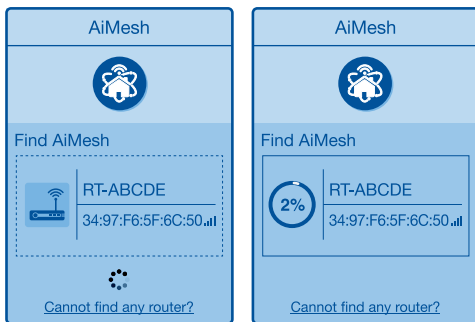 AiMesh
Find AiMesh
RT-ABCDE
34:97:F6:5F:6C:50
Cannot find any router?
AiMesh
Find AiMesh
2%
RT-ABCDE
34:97:F6:5F:6C:50
Cannot find any router?